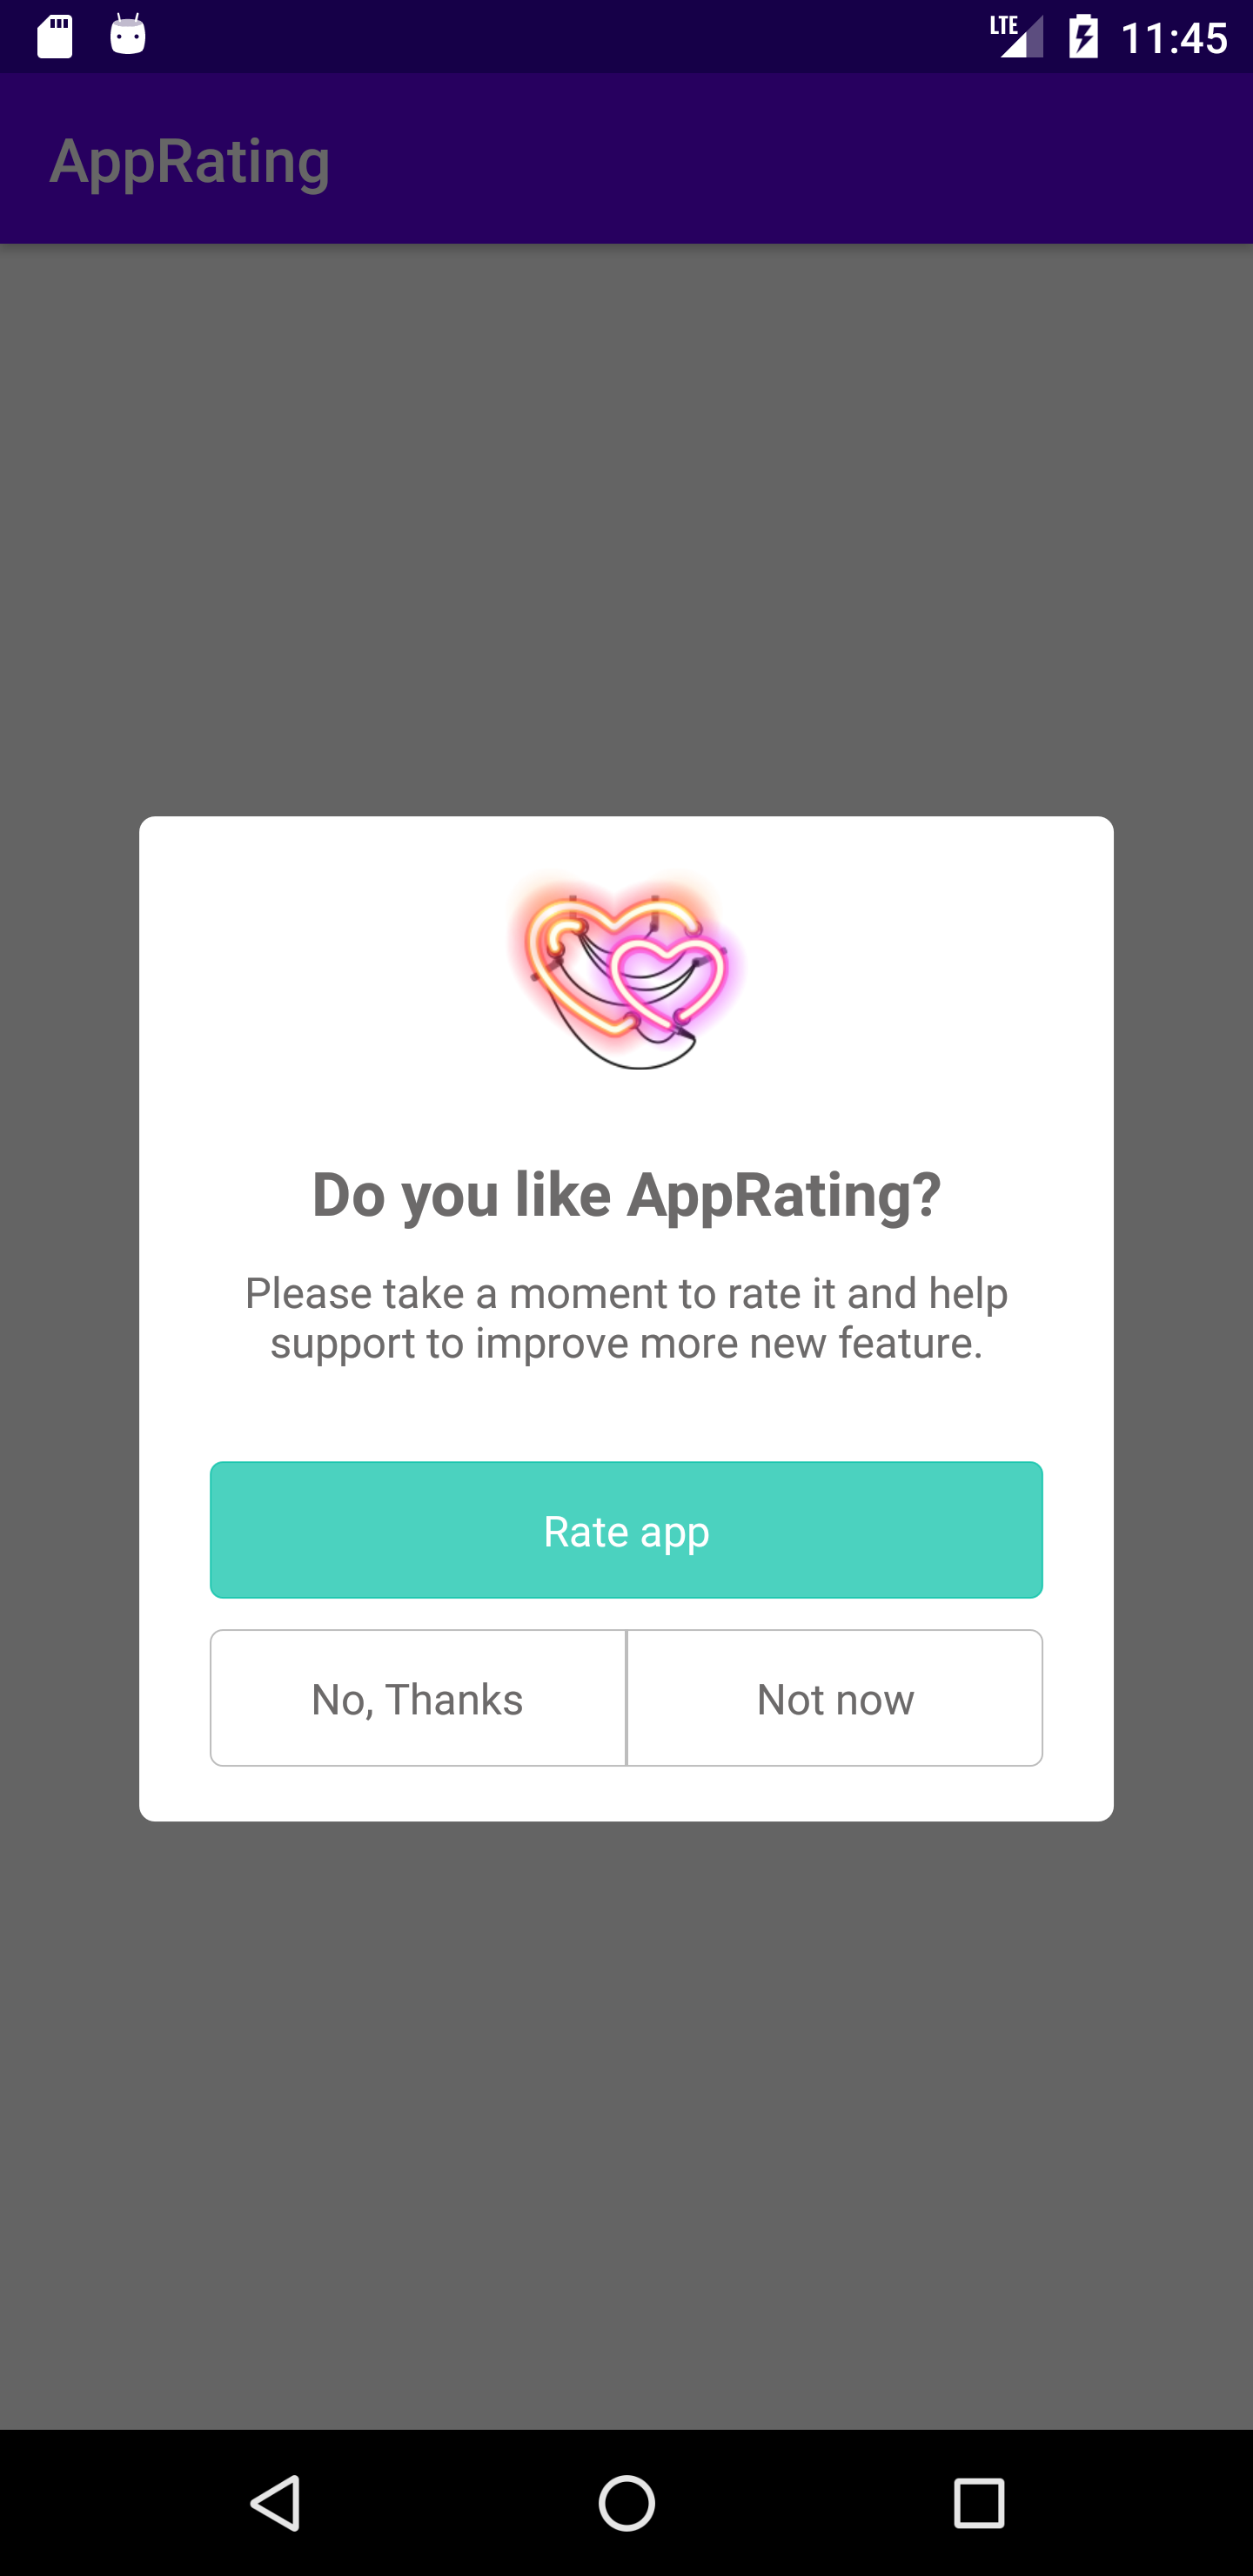 LTE 11:45
AppRating
Do you like AppRating?
Please take a moment to rate it and help
support to improve more new feature.
Rate app
No, Thanks
Not now